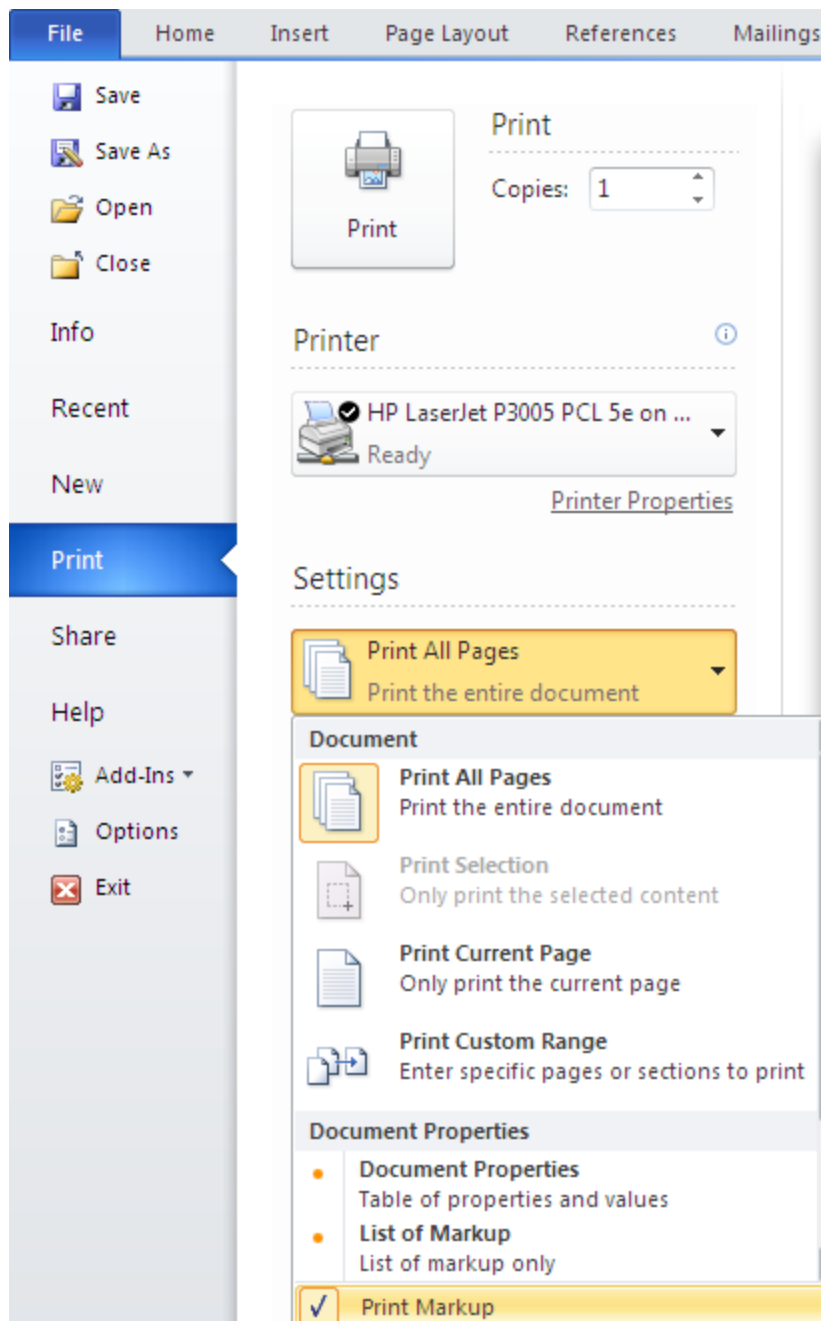 File Home Insert Page Layout References Mailings
Save
Save As
Open
Close
Info
Recent
New
Print
Share
Help
Add-Ins
Options
Exit
Print
Print
Copies: 1
Printer
HP LaserJet P3005 PCL 5e on ...
Ready
Printer Properties
Settings
Print All Pages
Print the entire document
Document
Print All Pages
Print the entire document
Print Selection
Only print the selected content
Print Current Page
Only print the current page
Print Custom Range
Enter specific pages or sections to print
Document Properties
Document Properties
Table of properties and values
List of Markup
List of markup only
Print Markup